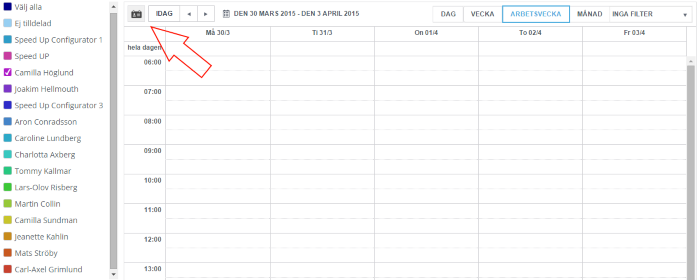 Välj alla
Ej tilldelad
Speed Up Configurator 1
Speed UP
Camilla Höglund
Joakim Hellmouth
Speed Up Configurator 3
Aron Conradsson
Caroline Lundberg
Charlotta Axberg
Tommy Kallmar
Lars-Olov Risberg
Martin Collin
Camilla Sundman
Jeanette Kahlin
Mats Ströby
Carl-Axel Grimlund
IDAG DEN 30 MARS 2015 - DEN 3 APRIL 2015 DAG VECKA ARBETSVECKA MÅNAD INGA FILTER
Må 30/3 Ti 31/3 On 01/4 To 02/4 Fr 03/4
hela dagen
06:00
07:00
08:00
09:00
10:00
11:00
12:00
13:00